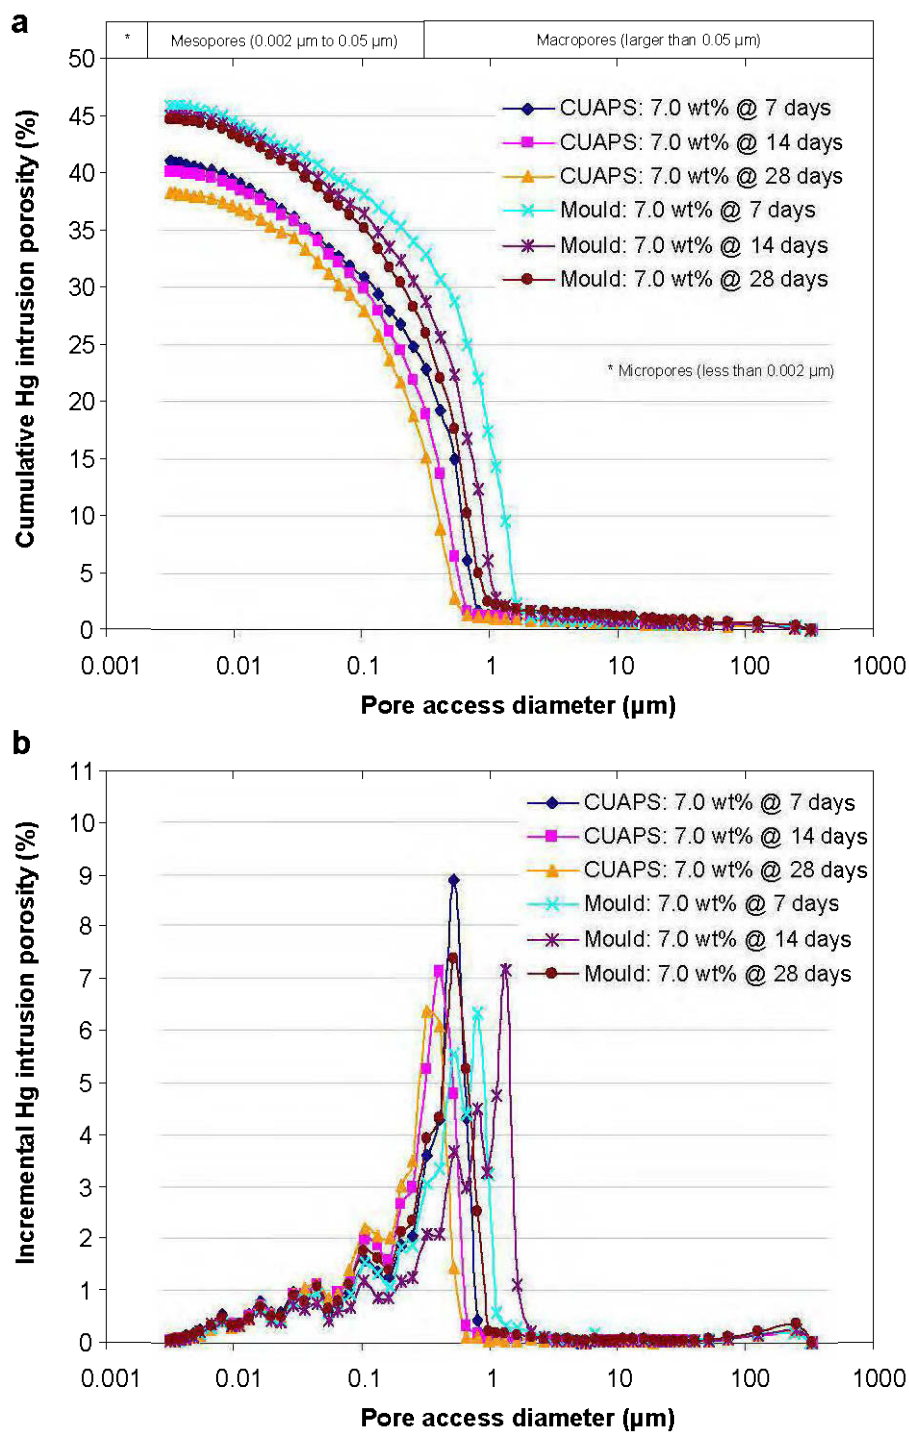 a
* Mesopores (0.002 µm to 0.05 µm) Macropores (larger than 0.05 µm)
50
45
40
35
30
25
20
15
10
5
0
Cumulative Hg intrusion porosity (%)
CUAPS: 7.0 wt% @ 7 days
CUAPS: 7.0 wt% @ 14 days
CUAPS: 7.0 wt% @ 28 days
Mould: 7.0 wt% @ 7 days
Mould: 7.0 wt% @ 14 days
Mould: 7.0 wt% @ 28 days
* Micropores (less than 0.002 µm)
0.001 0.01 0.1 1 10 100 1000
Pore access diameter (µm)
b
11
10
9
8
7
6
5
4
3
2
1
0
Incremental Hg intrusion porosity (%)
CUAPS: 7.0 wt% @ 7 days
CUAPS: 7.0 wt% @ 14 days
CUAPS: 7.0 wt% @ 28 days
Mould: 7.0 wt% @ 7 days
Mould: 7.0 wt% @ 14 days
Mould: 7.0 wt% @ 28 days
0.001 0.01 0.1 1 10 100 1000
Pore access diameter (µm)